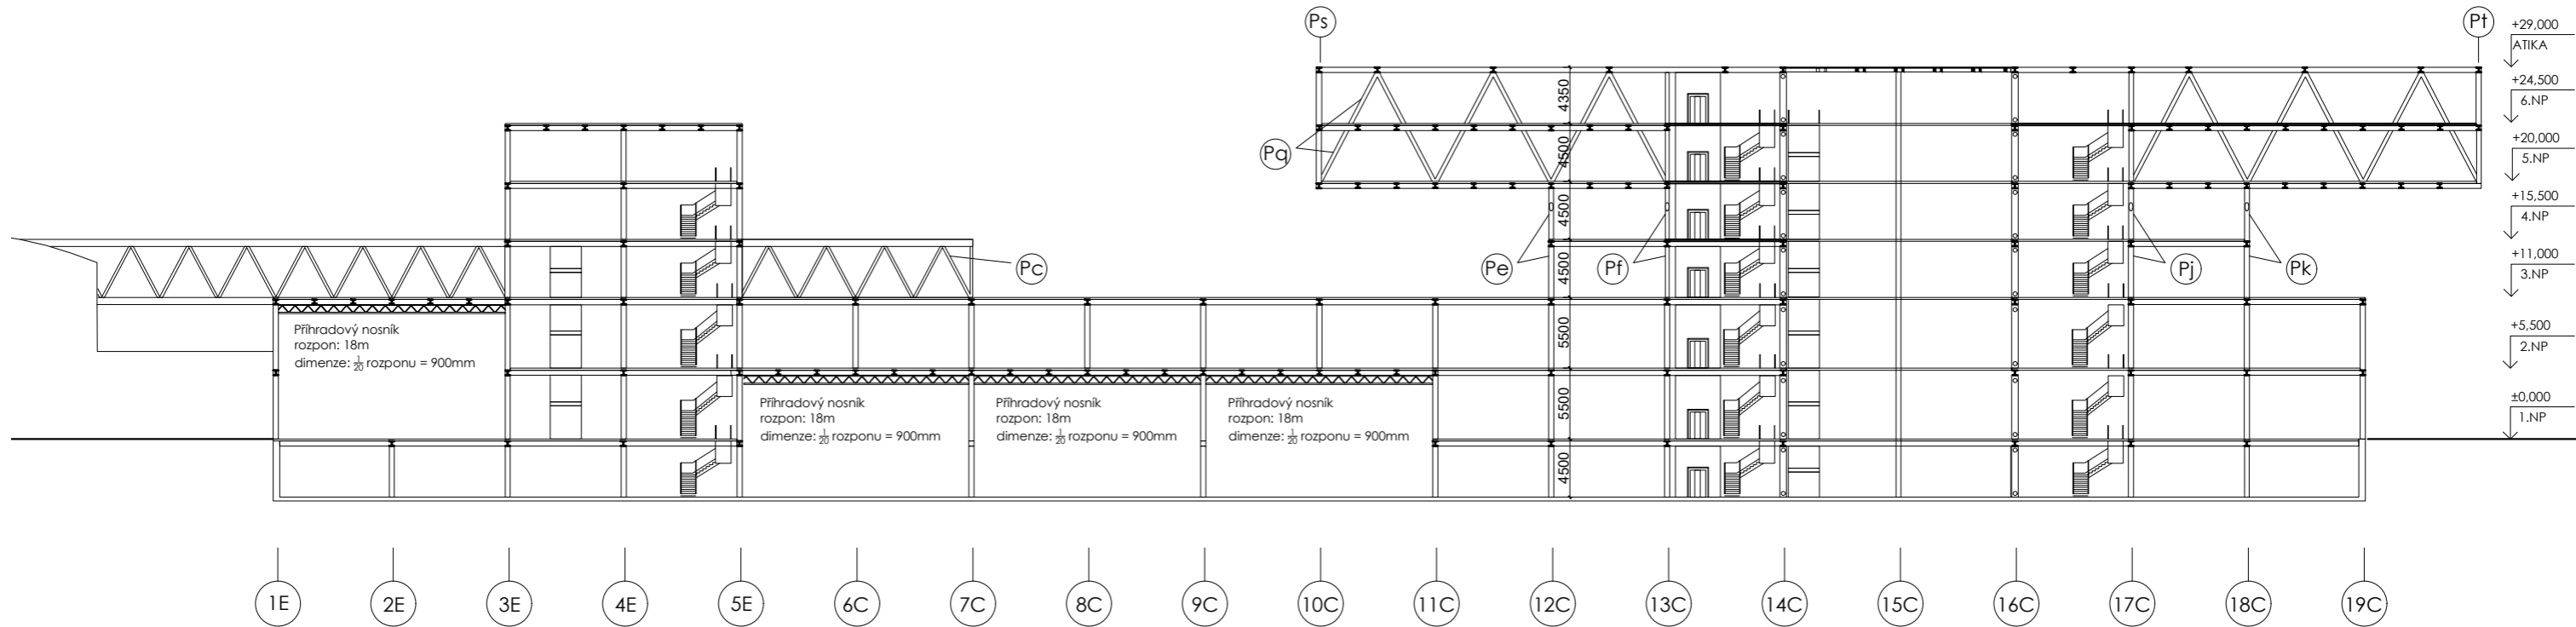 Ps
Pt
+29,000
ATIKA
+24,500
6.NP
+20,000
5.NP
+15,500
4.NP
+11,000
3.NP
+5,500
2.NP
±0,000
1.NP
4350
4500
4500
4500
5500
5500
4500
Pq
Pc
Pe
Pf
Pj
Pk
Příhradový nosník
rozpon: 18m
dimenze: 1/20 rozponu = 900mm
Příhradový nosník
rozpon: 18m
dimenze: 1/20 rozponu = 900mm
Příhradový nosník
rozpon: 18m
dimenze: 1/20 rozponu = 900mm
Příhradový nosník
rozpon: 18m
dimenze: 1/20 rozponu = 900mm
1E
2E
3E
4E
5E
6C
7C
8C
9C
10C
11C
12C
13C
14C
15C
16C
17C
18C
19C